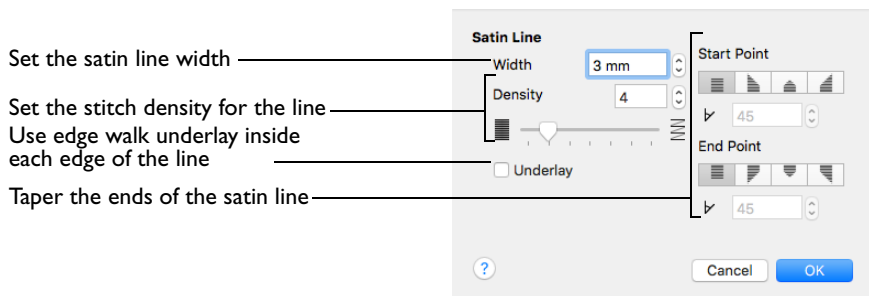 Set the satin line width
Set the stitch density for the line
Use edge walk underlay inside
each edge of the line
Taper the ends of the satin line
Satin Line
Width
3 mm
Density
4
Underlay
Start Point
45
End Point
45
?
Cancel
OK